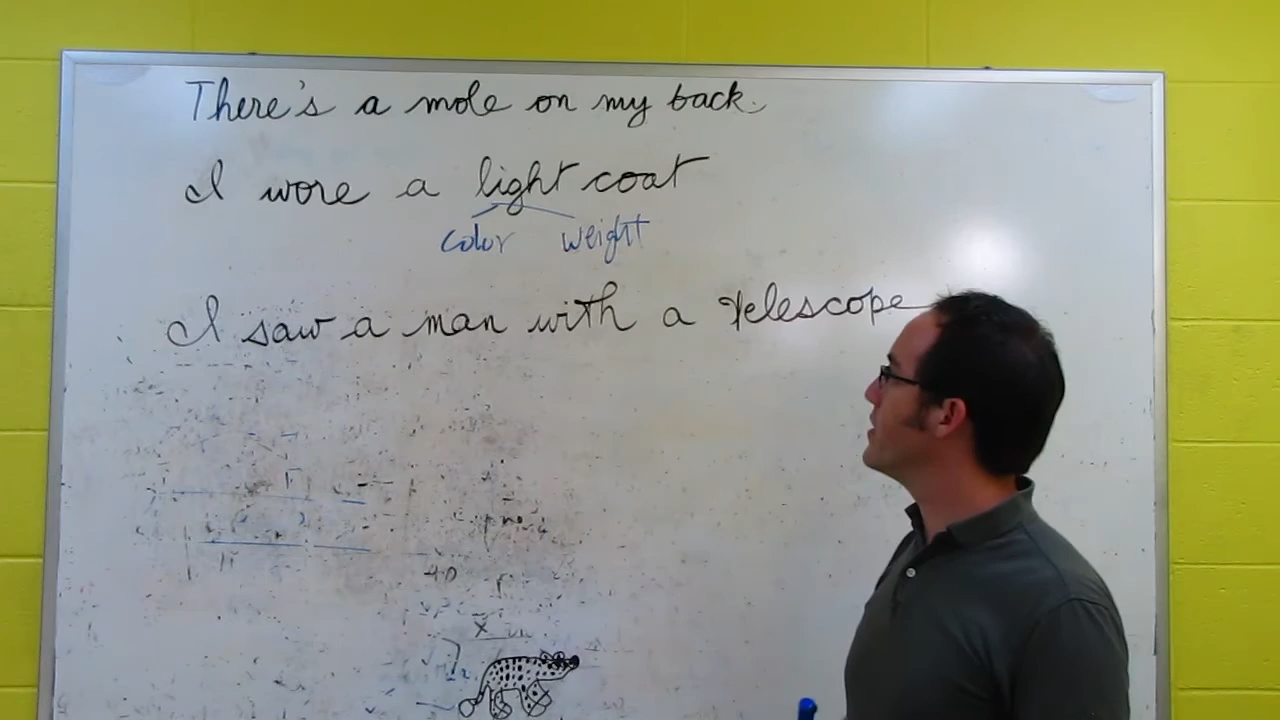 There's a mole on my back.
I wore a light coat
color weight
I saw a man with a telescope